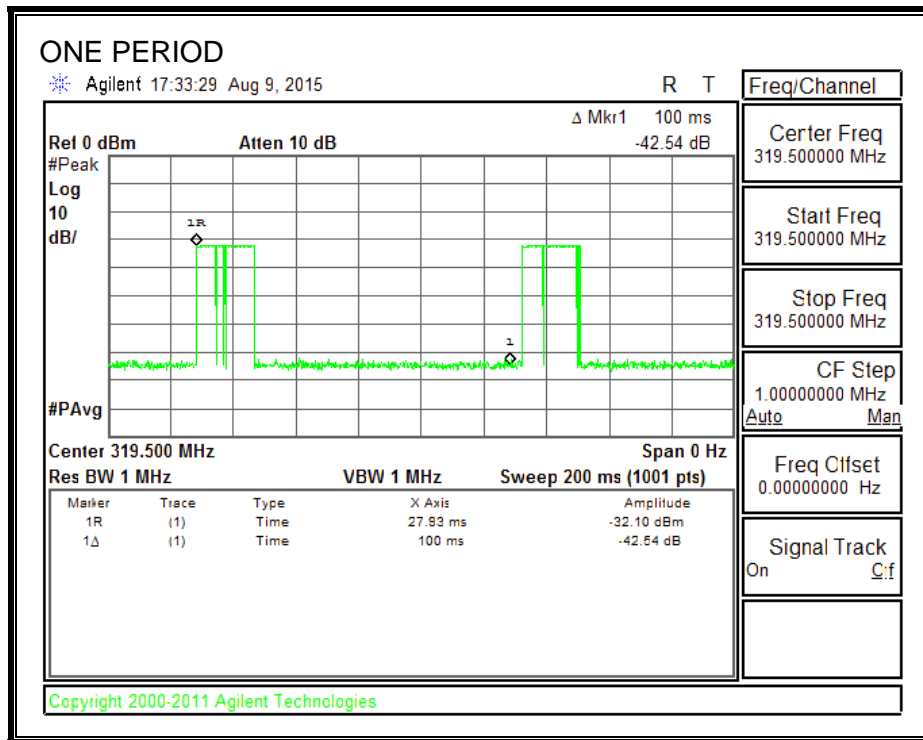 ONE PERIOD
Agilent 17:33:29 Aug 9, 2015 R T
Δ Mkr1 100 ms
Ref 0 dBm Atten 10 dB -42.54 dB
#Peak
Log
10
dB/
1R
1
#PAvg
Center 319.500 MHz Span 0 Hz
Res BW 1 MHz VBW 1 MHz Sweep 200 ms (1001 pts)
Marker Trace Type X Axis Amplitude
1R (1) Time 27.93 ms -32.10 dBm
1Δ (1) Time 100 ms -42.54 dB
Copyright 2000-2011 Agilent Technologies
Freq/Channel
Center Freq
319.500000 MHz
Start Freq
319.500000 MHz
Stop Freq
319.500000 MHz
CF Step
1.00000000 MHz
Auto Man
Freq Offset
0.00000000 Hz
Signal Track
On Off